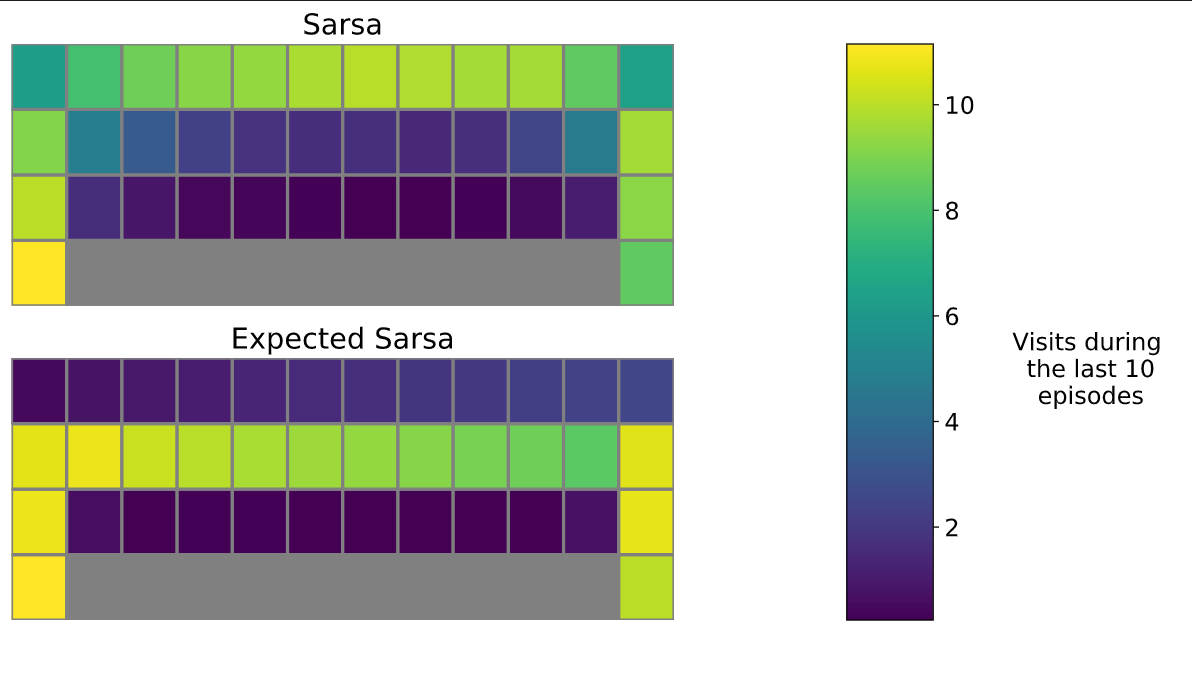 Sarsa
10
8
6
4
2
Visits during
the last 10
episodes
Expected Sarsa